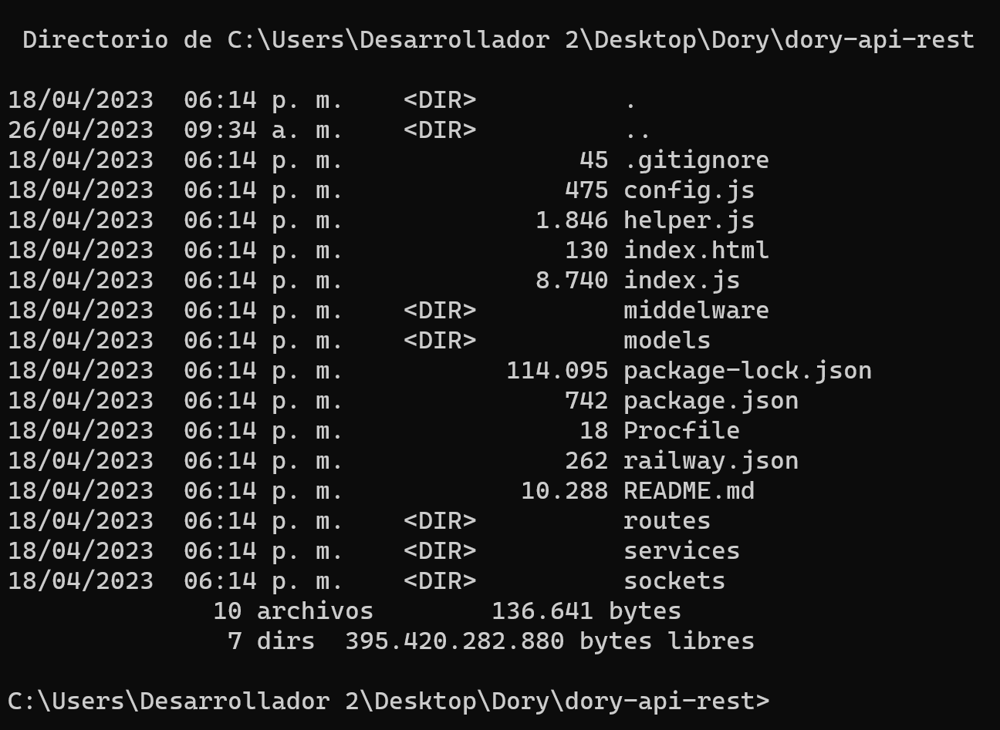 Directorio de C:\Users\Desarrollador 2\Desktop\Dory\dory-api-rest
18/04/2023  06:14 p. m.    <DIR>          .
26/04/2023  09:34 a. m.    <DIR>          ..
18/04/2023  06:14 p. m.                45 .gitignore
18/04/2023  06:14 p. m.               475 config.js
18/04/2023  06:14 p. m.             1.846 helper.js
18/04/2023  06:14 p. m.               130 index.html
18/04/2023  06:14 p. m.             8.740 index.js
18/04/2023  06:14 p. m.    <DIR>          middelware
18/04/2023  06:14 p. m.    <DIR>          models
18/04/2023  06:14 p. m.           114.095 package-lock.json
18/04/2023  06:14 p. m.               742 package.json
18/04/2023  06:14 p. m.                18 Procfile
18/04/2023  06:14 p. m.               262 railway.json
18/04/2023  06:14 p. m.            10.288 README.md
18/04/2023  06:14 p. m.    <DIR>          routes
18/04/2023  06:14 p. m.    <DIR>          services
18/04/2023  06:14 p. m.    <DIR>          sockets
10 archivos        136.641 bytes
7 dirs  395.420.282.880 bytes libres
C:\Users\Desarrollador 2\Desktop\Dory\dory-api-rest>